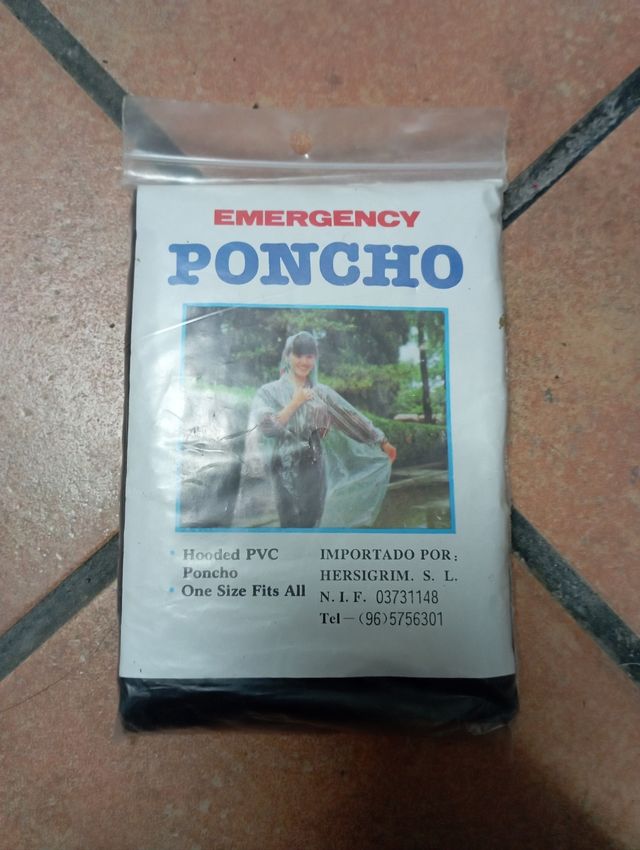 EMERGENCY
PONCHO
• Hooded PVC
Poncho
• One Size Fits All
IMPORTADO POR:
HERSIGRIM. S. L.
N. I. F. 03731148
Tel—(96)5756301